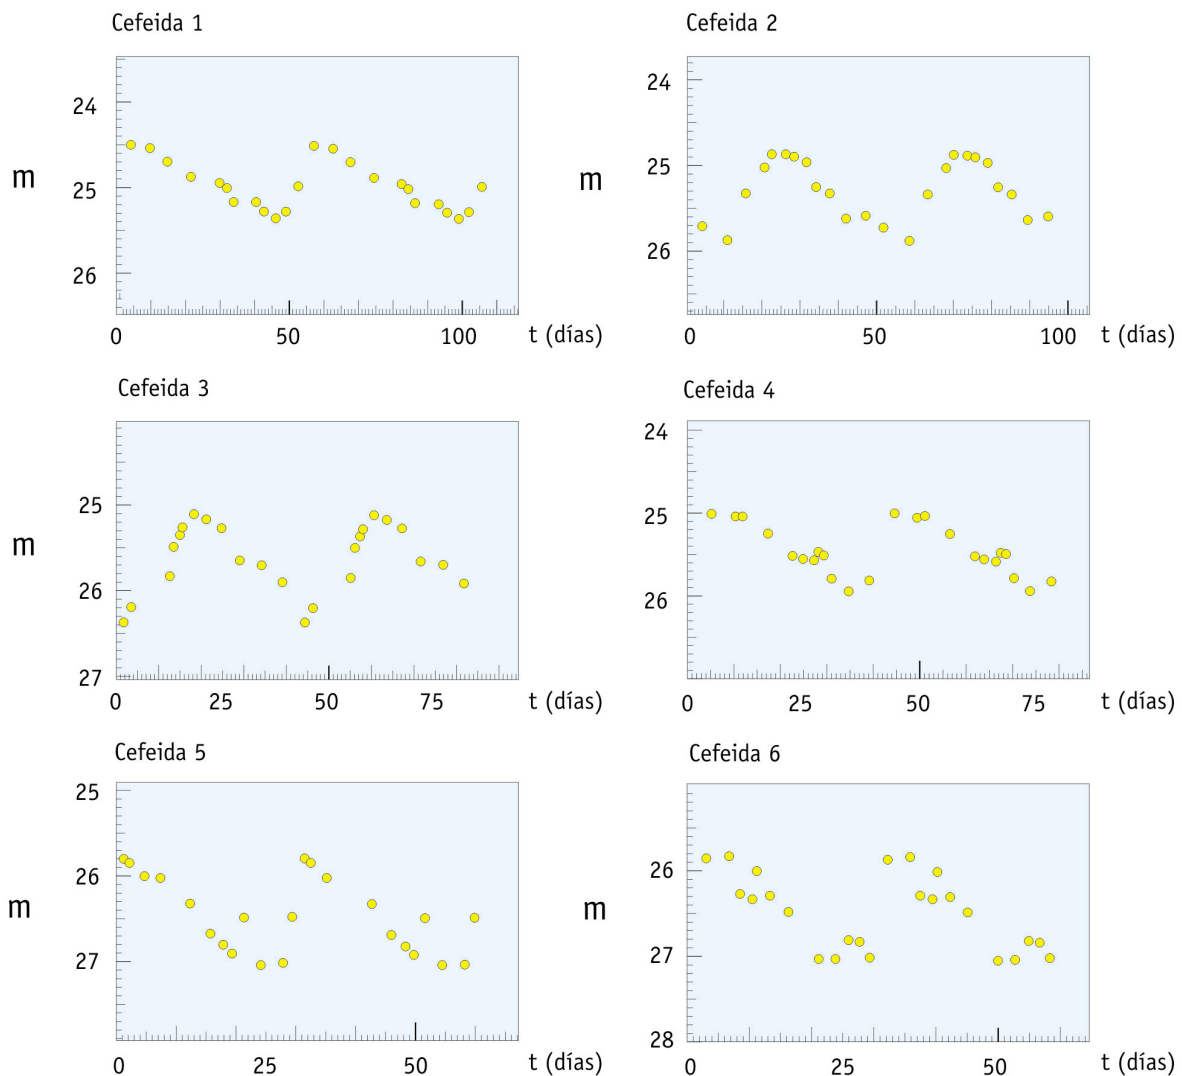 Cefeida 1
24
25
26
m
0 50 100 t (días)
Cefeida 2
24
25
26
m
0 50 100 t (días)
Cefeida 3
25
26
27
m
0 25 50 75 t (días)
Cefeida 4
24
25
26
0 25 50 75 t (días)
Cefeida 5
25
26
27
m
0 25 50 t (días)
Cefeida 6
26
27
28
m
0 25 50 t (días)